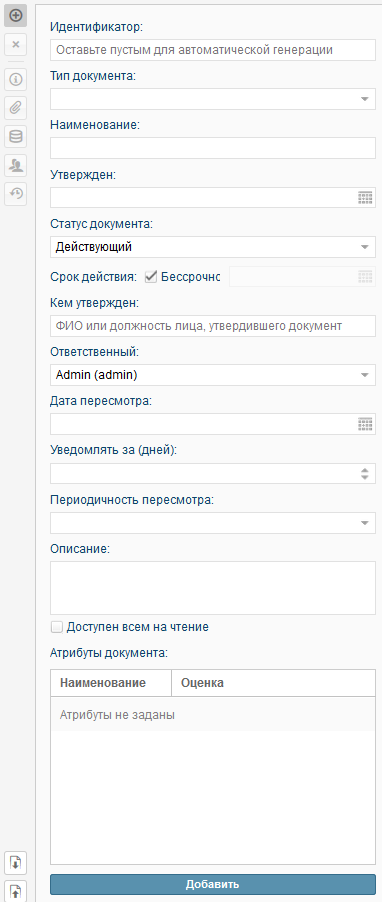 Идентификатор:
Оставьте пустым для автоматической генерации
Тип документа:
Наименование:
Утвержден:
Статус документа:
Действующий
Срок действия: Бессрочно
Кем утвержден:
ФИО или должность лица, утвердившего документ
Ответственный:
Admin (admin)
Дата пересмотра:
Уведомлять за (дней):
Периодичность пересмотра:
Описание:
Доступен всем на чтение
Атрибуты документа:
Наименование Оценка
Атрибуты не заданы
Добавить